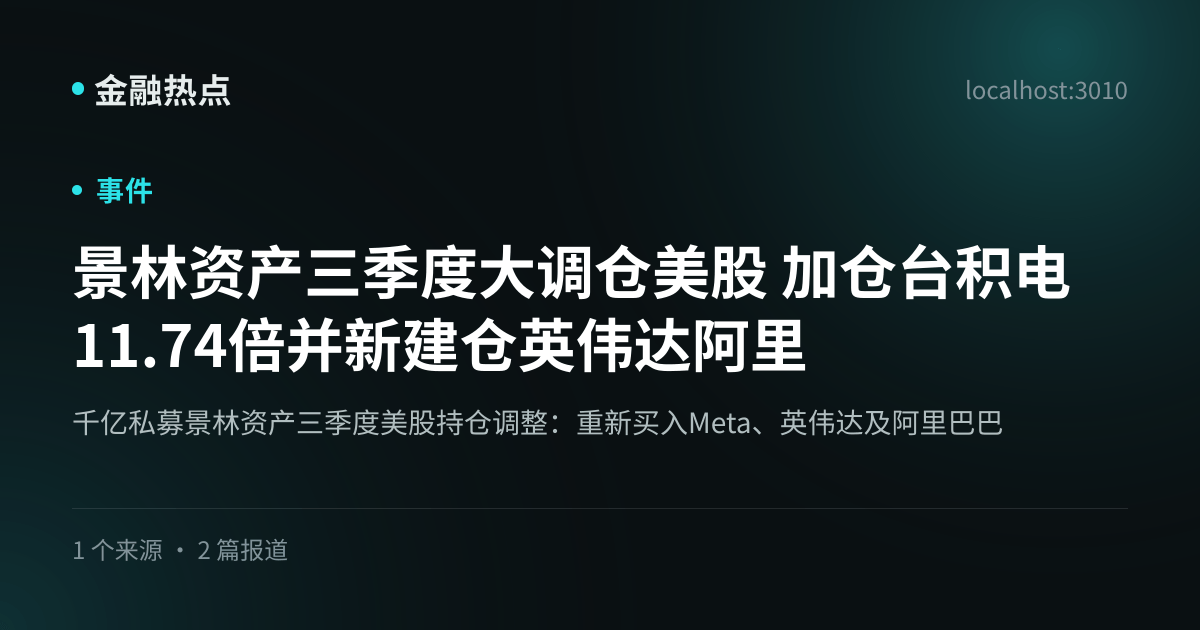 金融热点
localhost:3010
事件
景林资产三季度大调仓美股 加仓台积电
11.74倍并新建仓英伟达阿里
千亿私募景林资产三季度美股持仓调整：重新买入Meta、英伟达及阿里巴巴
1 个来源 · 2 篇报道